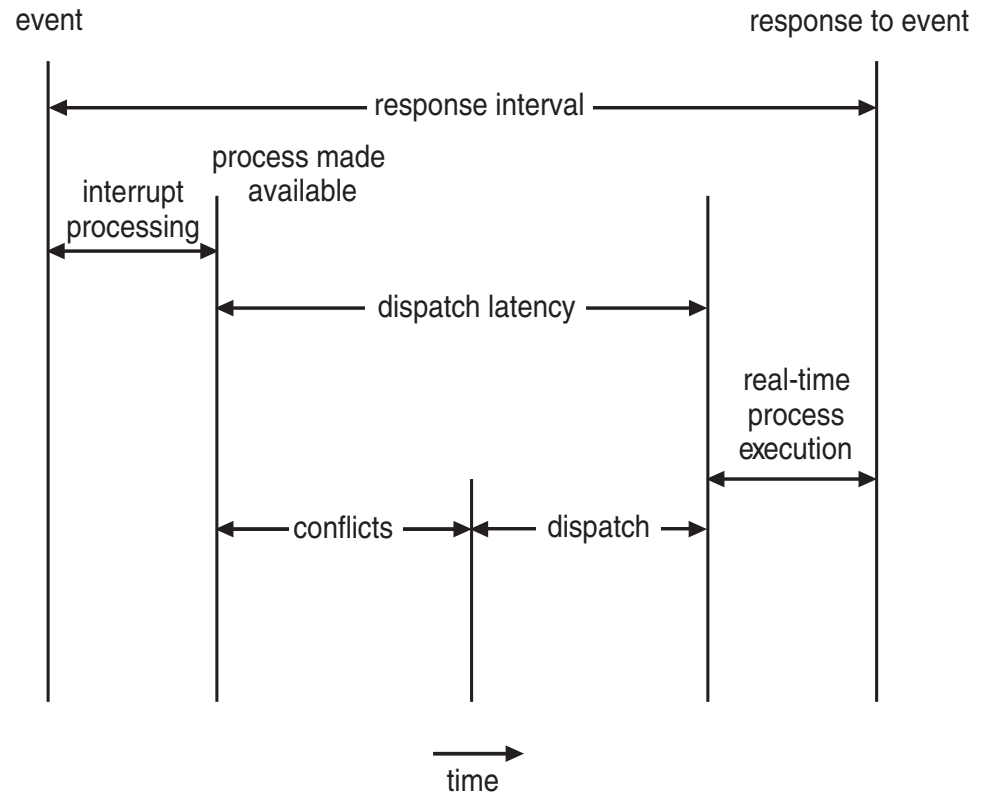 event
response to event
response interval
process made
available
interrupt
processing
dispatch latency
real-time
process
execution
conflicts
dispatch
time